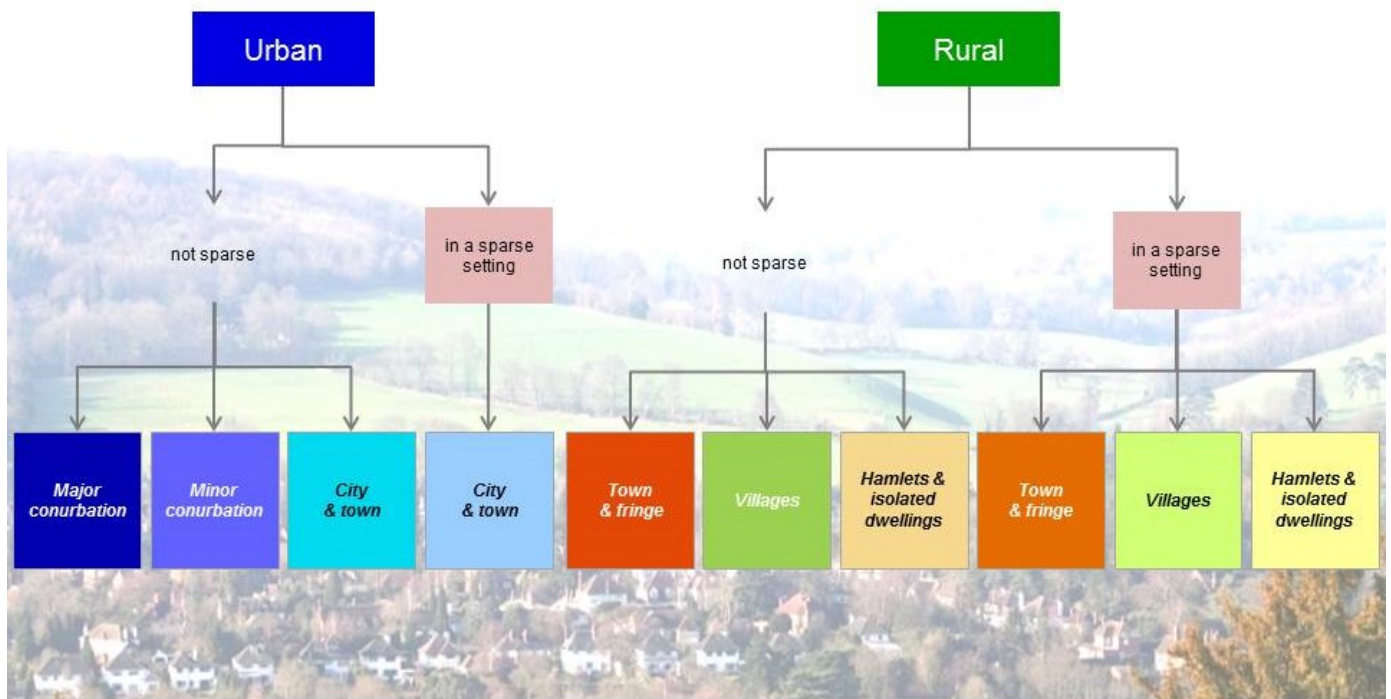 Urban
Rural
not sparse
in a sparse
setting
not sparse
in a sparse
setting
Major
conurbation
Minor
conurbation
City
& town
City
& town
Town
& fringe
Villages
Hamlets &
isolated
dwellings
Town
& fringe
Villages
Hamlets &
isolated
dwellings